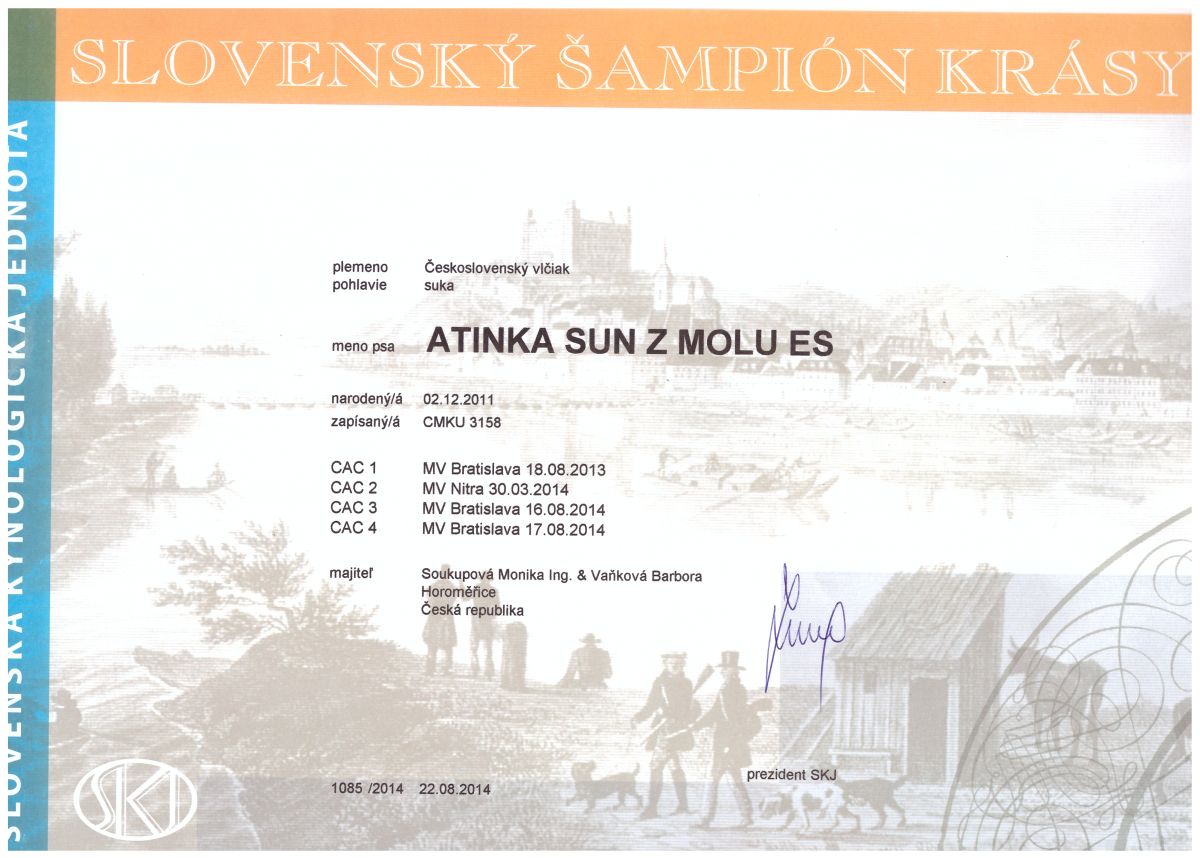 SLOVENSKÝ ŠAMPIÓN KRÁSY
SLOVENSKÁ KYNOLOGICKÁ JEDNOTA
plemeno Československý vlčiak
pohlavie suka
meno psa ATINKA SUN Z MOLU ES
narodený/á 02.12.2011
zapísaný/á CMKU 3158
CAC 1 MV Bratislava 18.08.2013
CAC 2 MV Nitra 30.03.2014
CAC 3 MV Bratislava 16.08.2014
CAC 4 MV Bratislava 17.08.2014
majiteľ Soukupová Monika Ing. & Vaňková Barbora
Horoměřice
Česká republika
prezident SKJ
1085 /2014 22.08.2014
SKJ